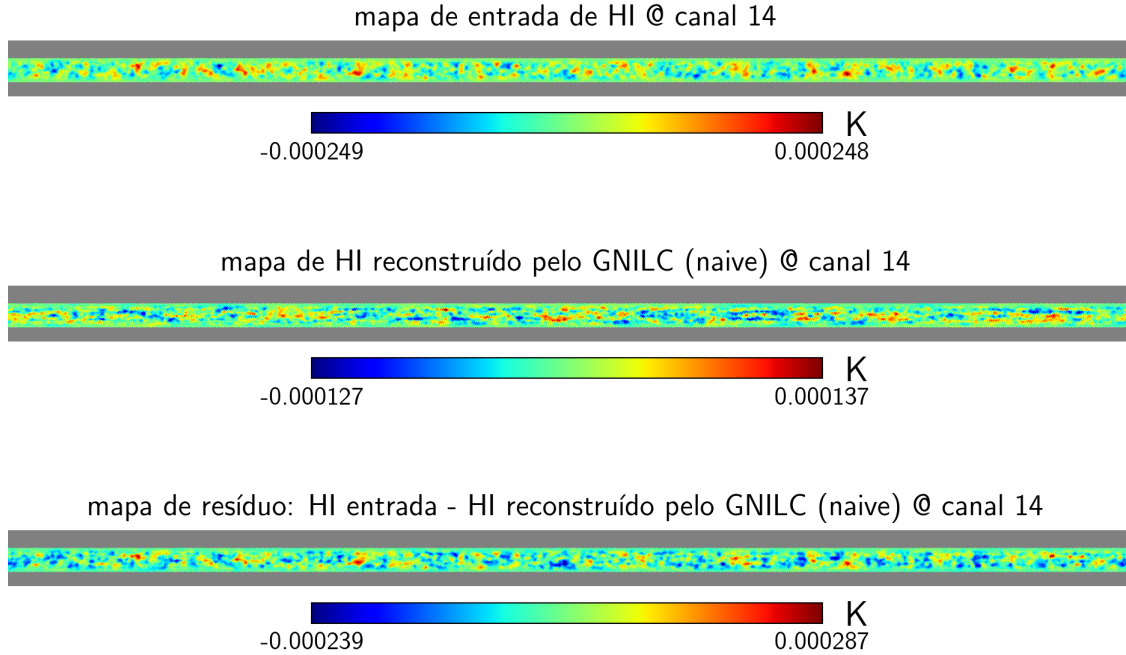 mapa de entrada de HI @ canal 14
K
-0.000249 0.000248
mapa de HI reconstruído pelo GNILC (naive) @ canal 14
K
-0.000127 0.000137
mapa de resíduo: HI entrada - HI reconstruído pelo GNILC (naive) @ canal 14
K
-0.000239 0.000287